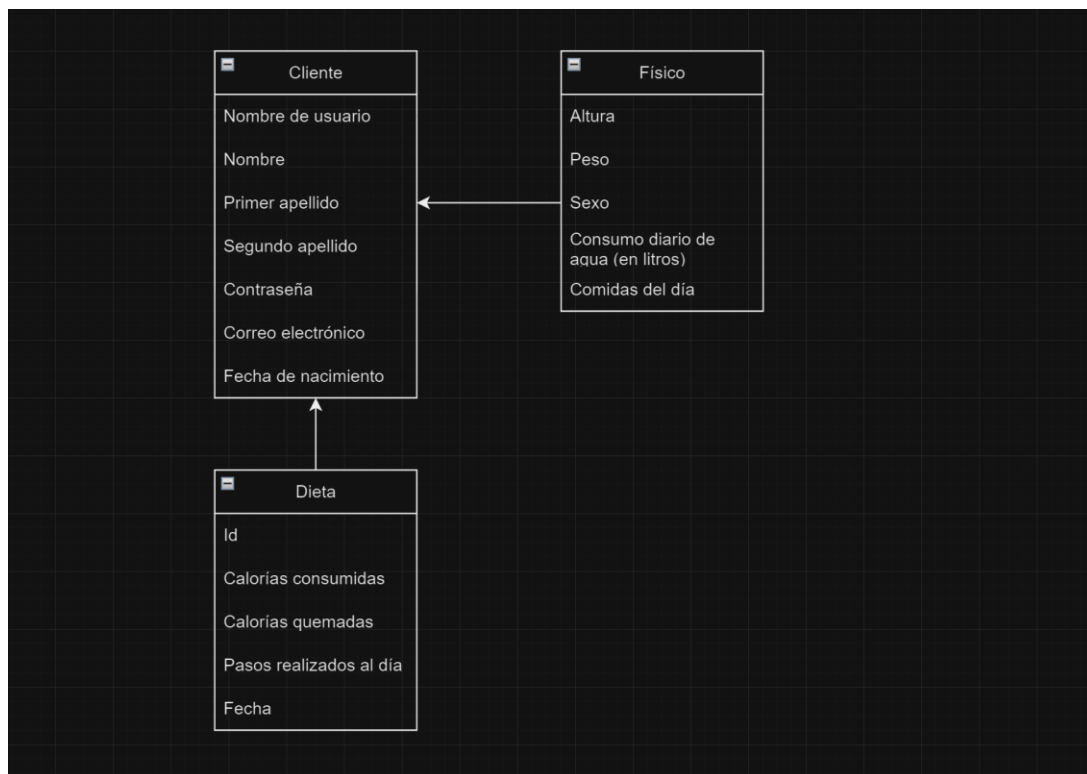 Cliente
Nombre de usuario
Nombre
Primer apellido
Segundo apellido
Contraseña
Correo electrónico
Fecha de nacimiento
Físico
Altura
Peso
Sexo
Consumo diario de
agua (en litros)
Comidas del día
Dieta
Id
Calorías consumidas
Calorías quemadas
Pasos realizados al día
Fecha